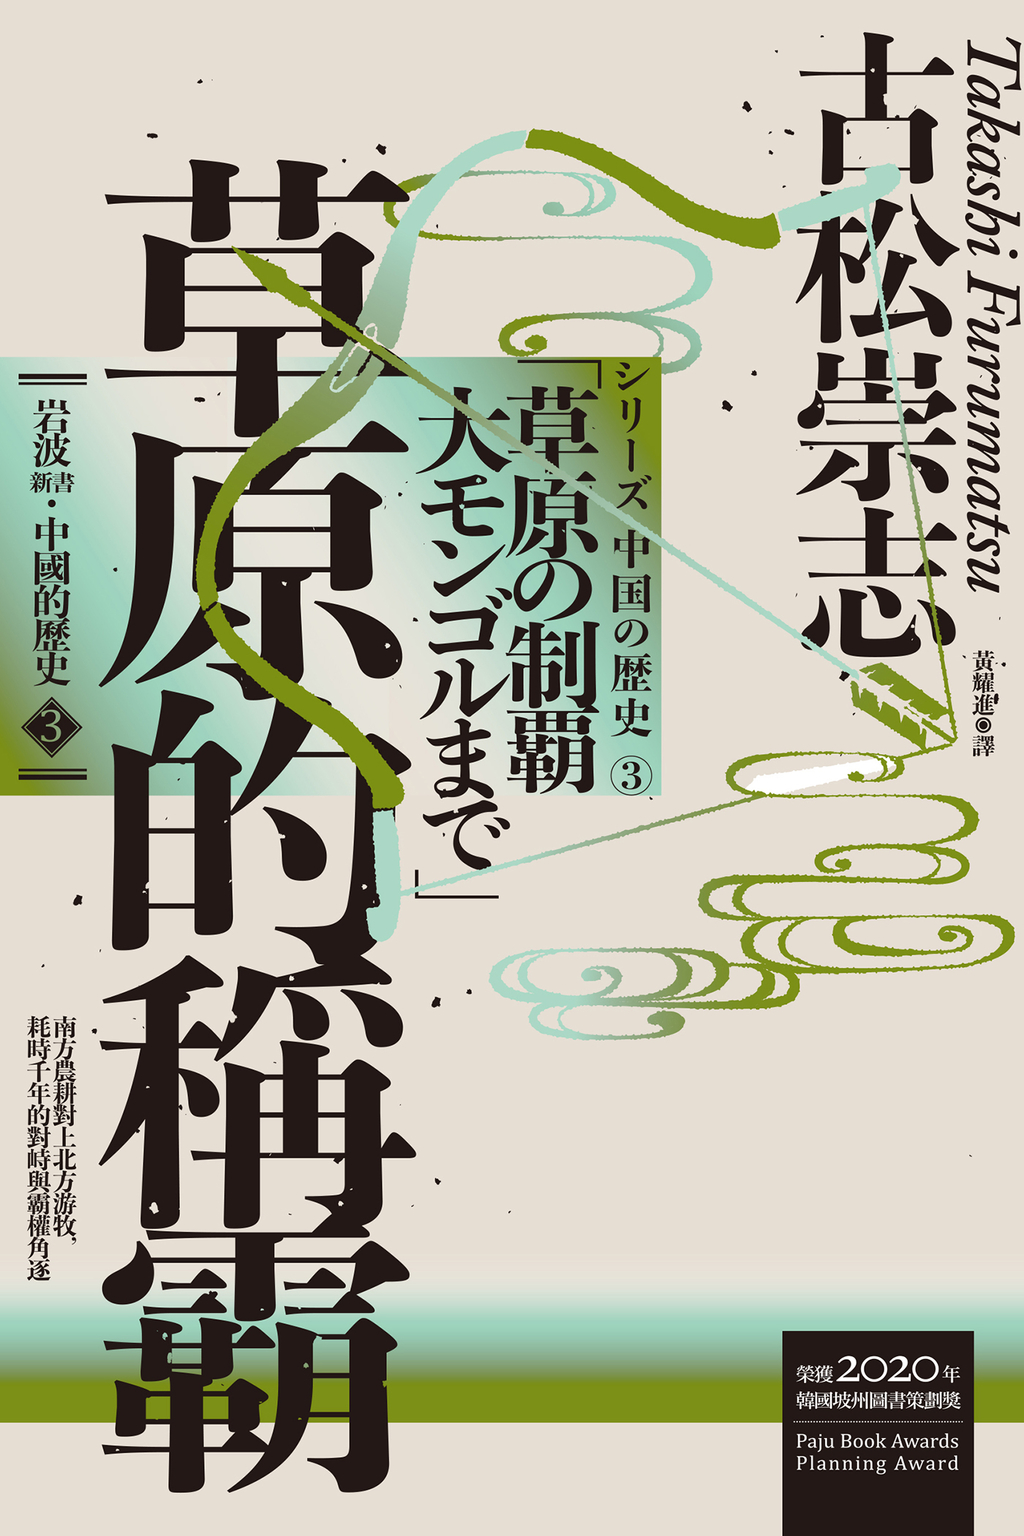 Takashi Furumatsu
古松崇志
黃耀進◎譯
シリーズ 中国の歴史③
「草原の制覇
大モンゴルまで」
草原的稱霸
岩波新書・中國的歷史3
南方農耕對上北方游牧，
耗時千年的對峙與霸權角逐
榮獲2020年
韓國坡州圖書策劃獎
Paju Book Awards
Planning Award